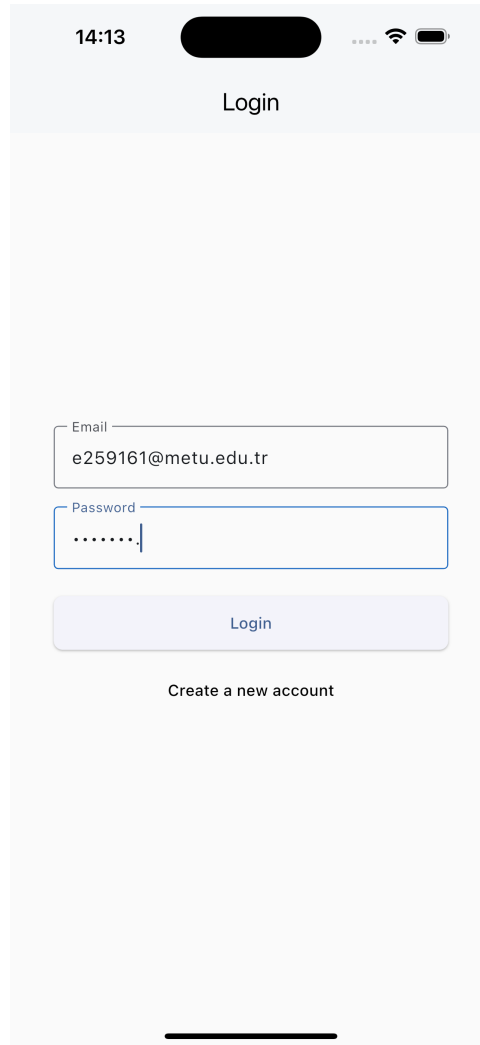 14:13
Login
Email
e259161@metu.edu.tr
Password
•••••••.
Login
Create a new account